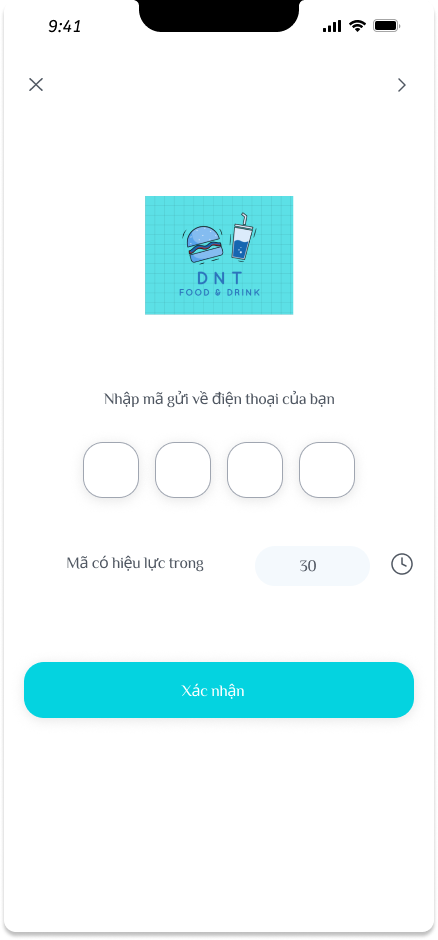 9:41
DNT
FOOD & DRINK
Nhập mã gửi về điện thoại của bạn
Mã có hiệu lực trong
30
Xác nhận